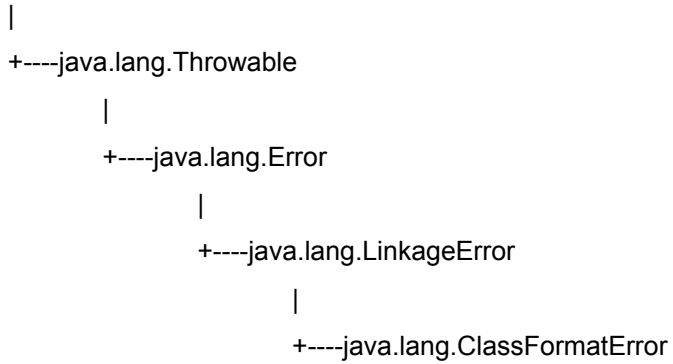 |
+----java.lang.Throwable
|
+----java.lang.Error
|
+----java.lang.LinkageError
|
+----java.lang.ClassFormatError